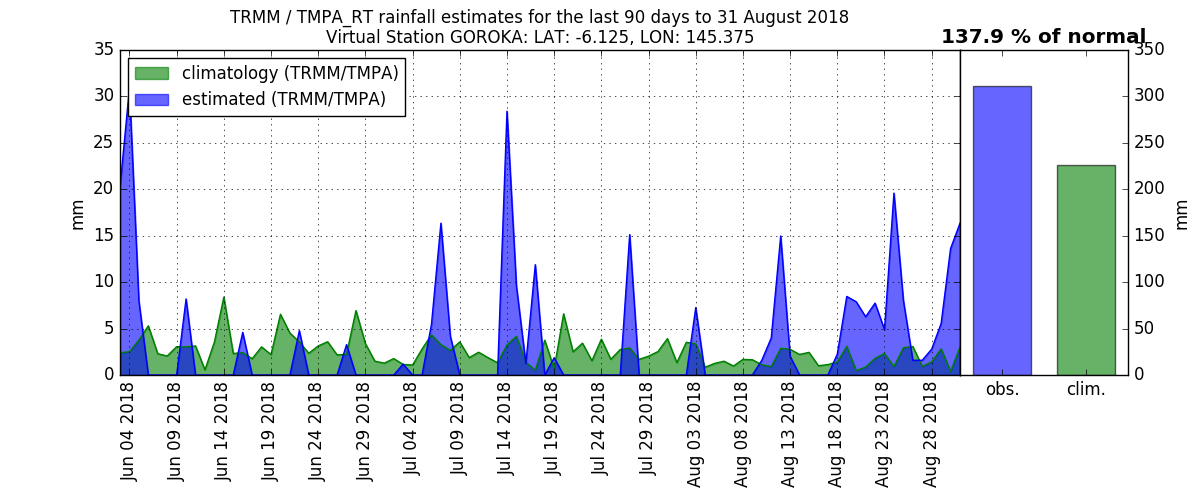 TRMM / TMPA_RT rainfall estimates for the last 90 days to 31 August 2018
Virtual Station GOROKA: LAT: -6.125, LON: 145.375
137.9 % of normal
climatology (TRMM/TMPA)
estimated (TRMM/TMPA)
mm
35
30
25
20
15
10
5
0
Jun 04 2018
Jun 09 2018
Jun 14 2018
Jun 19 2018
Jun 24 2018
Jun 29 2018
Jul 04 2018
Jul 09 2018
Jul 14 2018
Jul 19 2018
Jul 24 2018
Jul 29 2018
Aug 03 2018
Aug 08 2018
Aug 13 2018
Aug 18 2018
Aug 23 2018
Aug 28 2018
350
300
250
200
150
100
50
0
mm
obs.
clim.